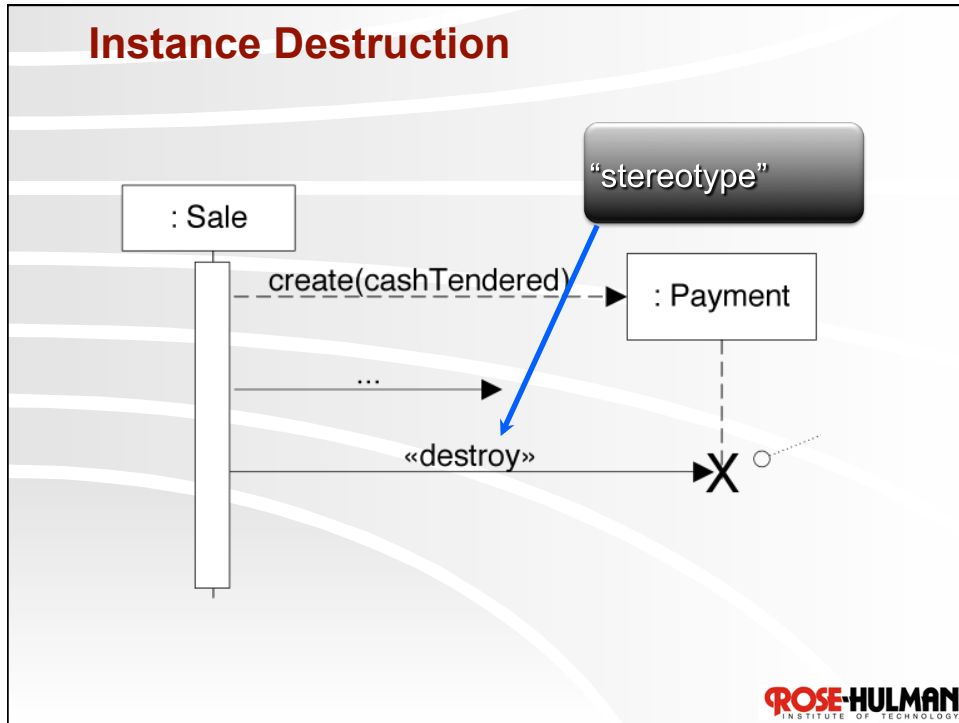 Instance Destruction
“stereotype”
: Sale
create(cashTendered)
: Payment
...
«destroy»
X
ROSE-HULMAN
INSTITUTE OF TECHNOLOGY